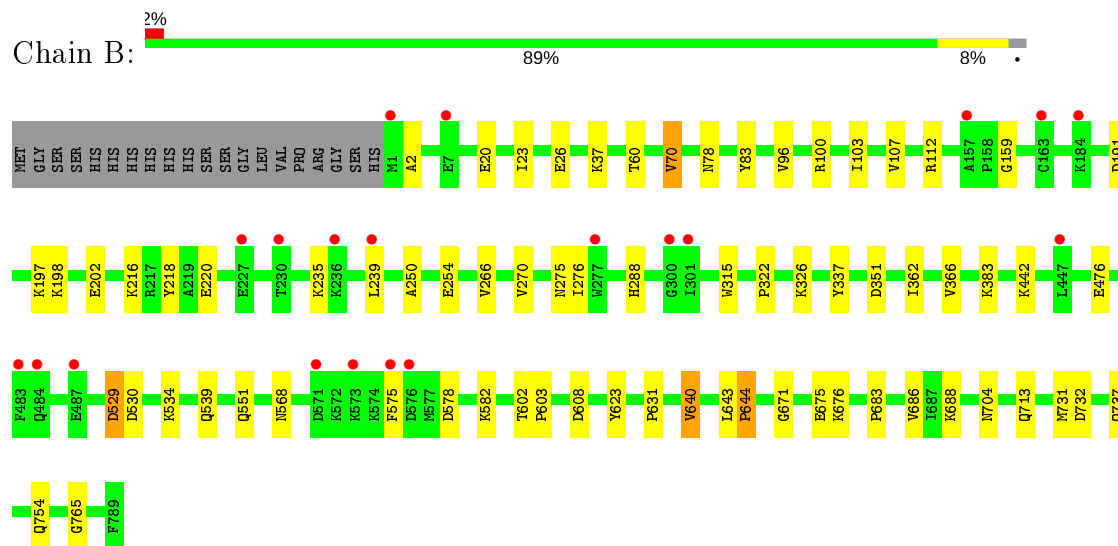 2%
Chain B:
89% 8% •
MET GLY SER SER HIS HIS HIS HIS HIS HIS SER SER GLY LEU VAL PRO ARG GLY SER HIS M1 A2 E7 E20 I23 E26 K37 T60 V70 N78 Y83 V96 R100 I103 V107 R112 A157 P158 G159 C163 K184 D191
K197 K198 E202 K216 R217 Y218 A219 E220 E227 T230 K235 K236 L239 A250 E254 V266 V270 N275 I276 W277 H288 G300 I301 W315 P322 K326 Y337 D351 I362 V366 K383 K442 L447 E476
F483 Q484 E487 D529 D530 K534 Q539 Q551 N568 D571 K572 K573 K574 F575 D576 M577 D578 K582 T602 P603 D608 Y623 P631 V640 L643 P644 G671 E675 K676 P683 V686 I687 K688 N704 Q713 M731 D732
Q754 G765 F789